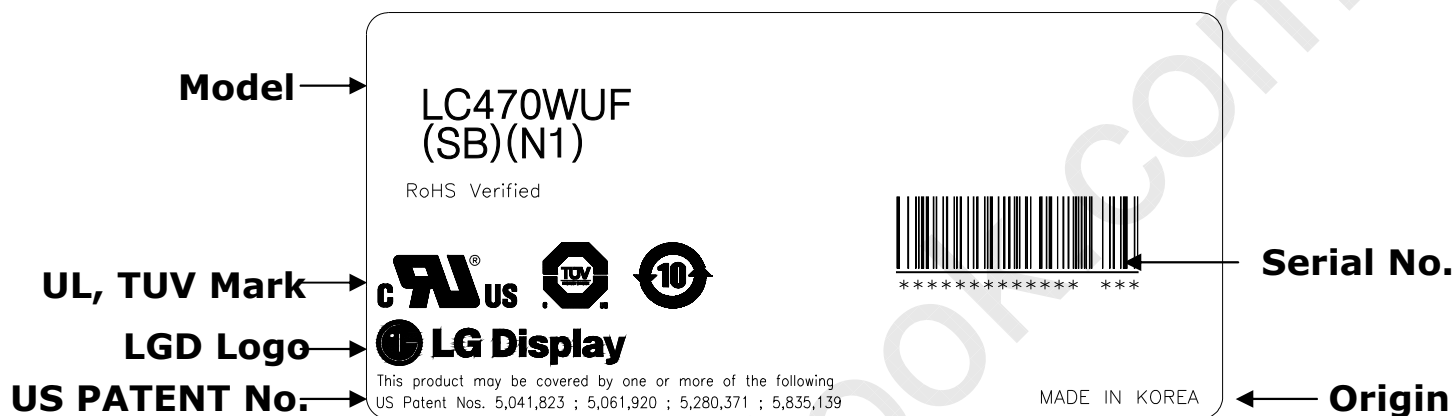 Model
LC470WUF
(SB)(N1)
RoHS Verified
UL, TUV Mark
C RU ® US
TÜV
10
Serial No.
************* ***
LGD Logo
LG Display
US PATENT No.
This product may be covered by one or more of the following
US Patent Nos. 5,041,823 ; 5,061,920 ; 5,280,371 ; 5,835,139
MADE IN KOREA
Origin